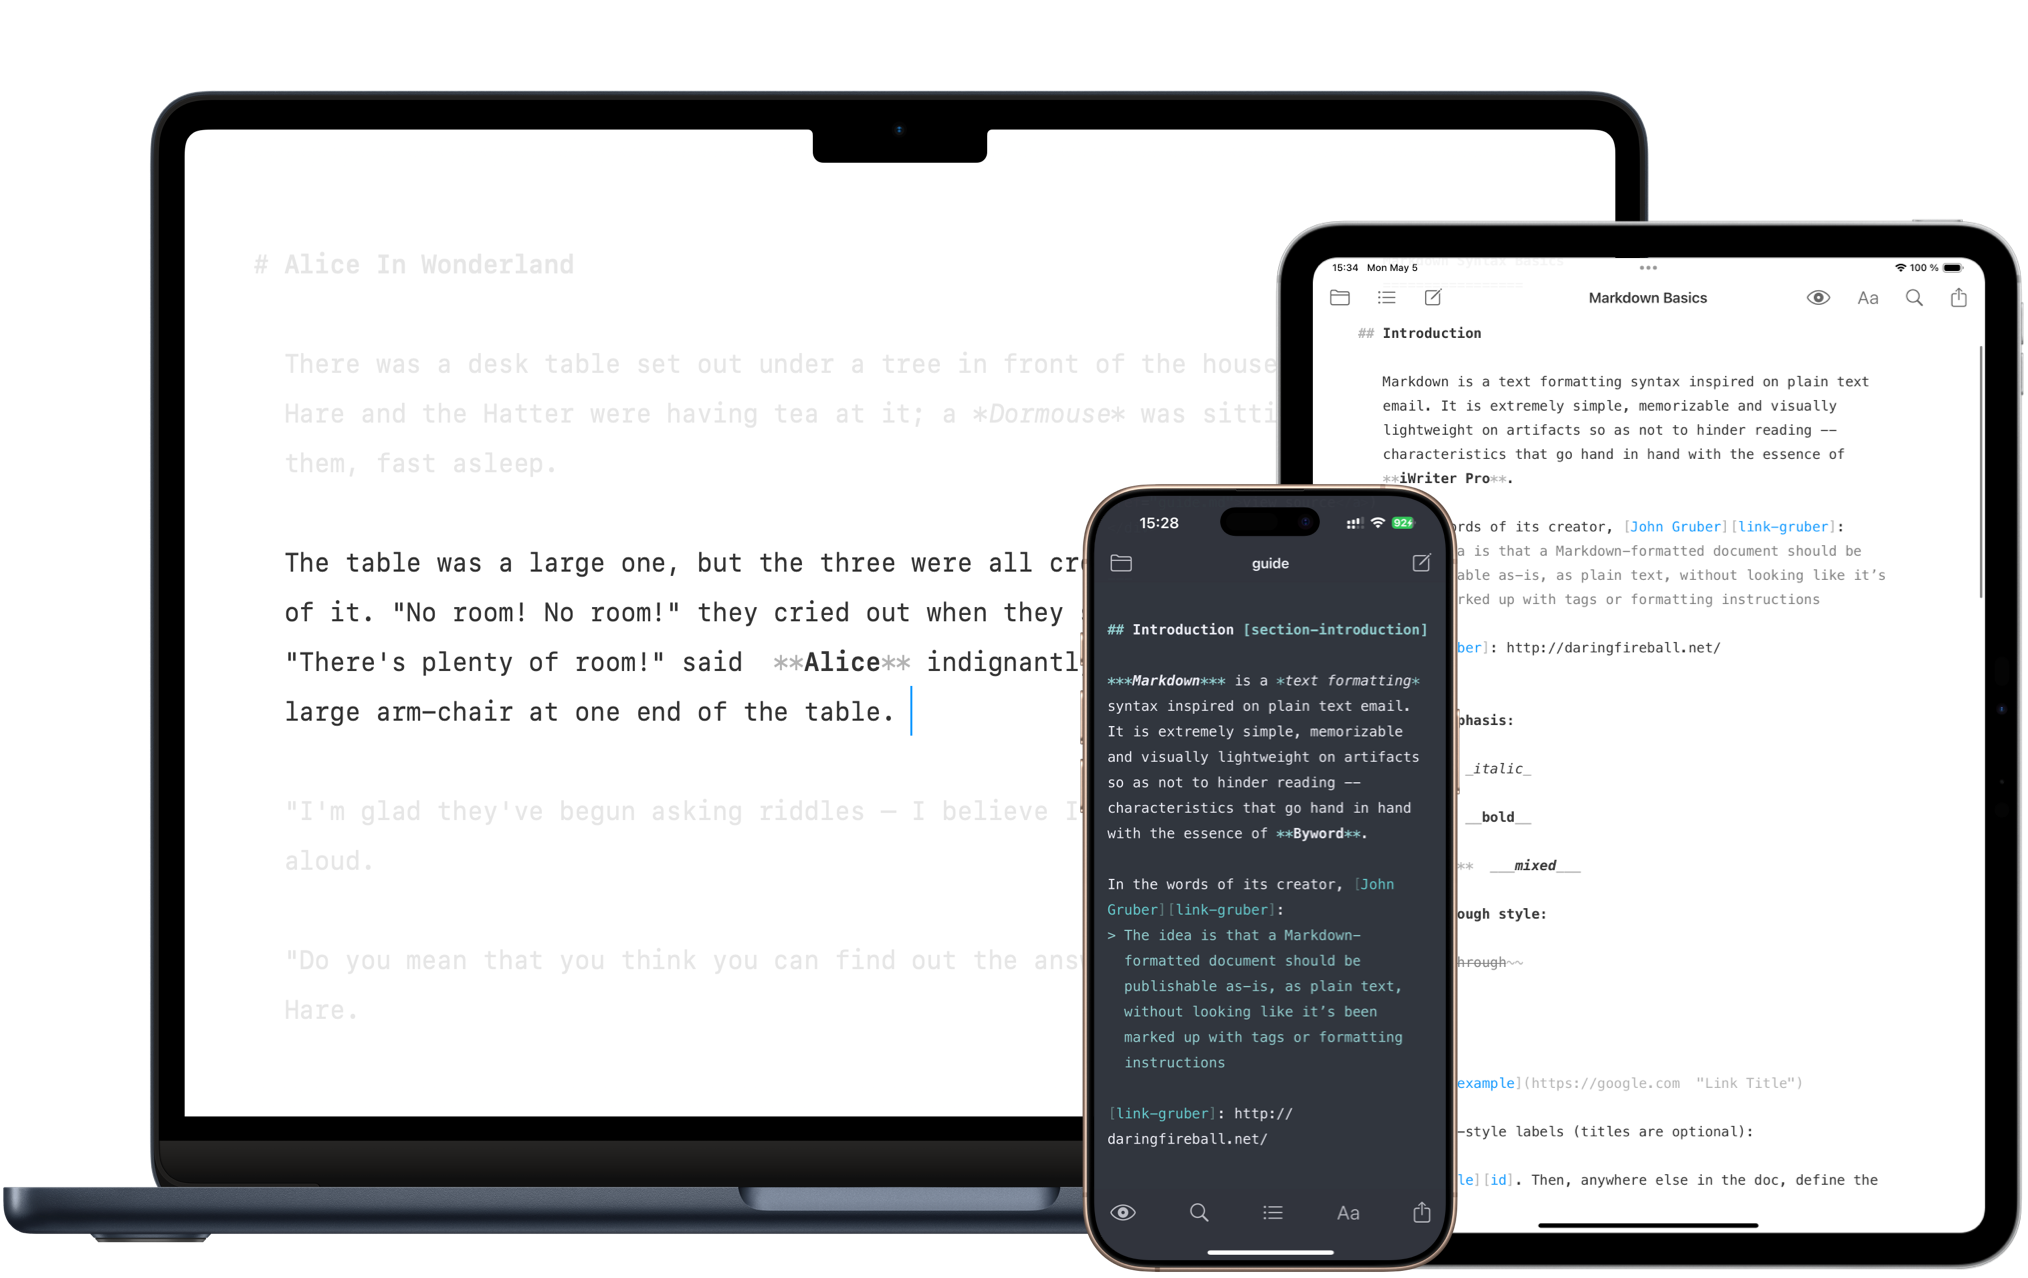 # Alice In Wonderland
There was a desk table set out under a tree in front of the house
Hare and the Hatter were having tea at it; a *Dormouse* was sitti
them, fast asleep.
The table was a large one, but the three were all cr
of it. "No room! No room!" they cried out when they
"There's plenty of room!" said  **Alice** indignantly
large arm-chair at one end of the table.
"I'm glad they've begun asking riddles — I believe I
aloud.
"Do you mean that you think you can find out the ans
Hare.
15:28
92+
guide
## Introduction [section-introduction]
***Markdown*** is a *text formatting*
syntax inspired on plain text email.
It is extremely simple, memorizable
and visually lightweight on artifacts
so as not to hinder reading --
characteristics that go hand in hand
with the essence of **Byword**.
In the words of its creator, [John
Gruber][link-gruber]:
> The idea is that a Markdown-
formatted document should be
publishable as-is, as plain text,
without looking like it’s been
marked up with tags or formatting
instructions
[link-gruber]: http://
daringfireball.net/
Aa
15:34 Mon May 5
100 %
Markdown Basics
Aa
## Introduction
Markdown is a text formatting syntax inspired on plain text
email. It is extremely simple, memorizable and visually
lightweight on artifacts so as not to hinder reading --
characteristics that go hand in hand with the essence of
**iWriter Pro**.
ords of its creator, [John Gruber][link-gruber]:
a is that a Markdown-formatted document should be
able as-is, as plain text, without looking like it’s
rked up with tags or formatting instructions
ber]: http://daringfireball.net/
phasis:
_italic_
__bold__
** ___mixed___
ough style:
hrough~~
example](https://google.com  "Link Title")
-style labels (titles are optional):
le][id]. Then, anywhere else in the doc, define the